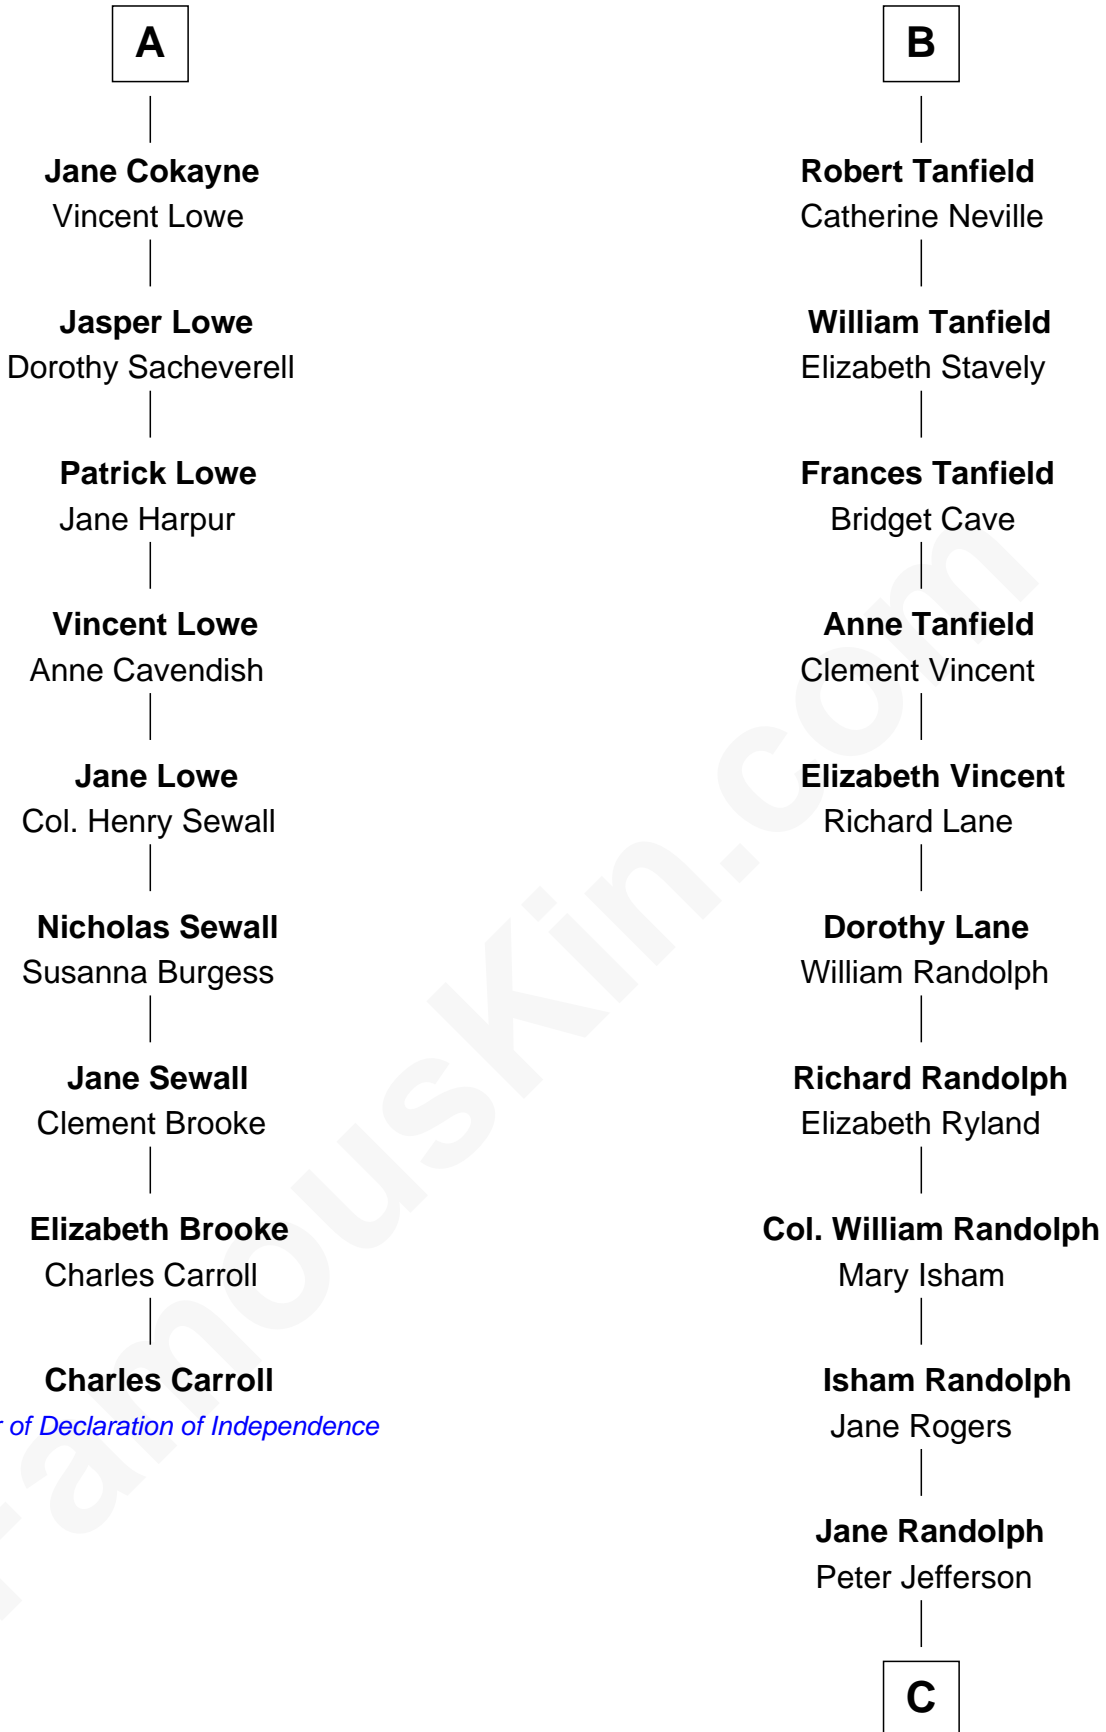 A
Jane Cokayne
Vincent Lowe
Jasper Lowe
Dorothy Sacheverell
Patrick Lowe
Jane Harpur
Vincent Lowe
Anne Cavendish
Jane Lowe
Col. Henry Sewall
Nicholas Sewall
Susanna Burgess
Jane Sewall
Clement Brooke
Elizabeth Brooke
Charles Carroll
Charles Carroll
of Declaration of Independence
B
Robert Tanfield
Catherine Neville
William Tanfield
Elizabeth Stavely
Frances Tanfield
Bridget Cave
Anne Tanfield
Clement Vincent
Elizabeth Vincent
Richard Lane
Dorothy Lane
William Randolph
Richard Randolph
Elizabeth Ryland
Col. William Randolph
Mary Isham
Isham Randolph
Jane Rogers
Jane Randolph
Peter Jefferson
C
FamousKin.com